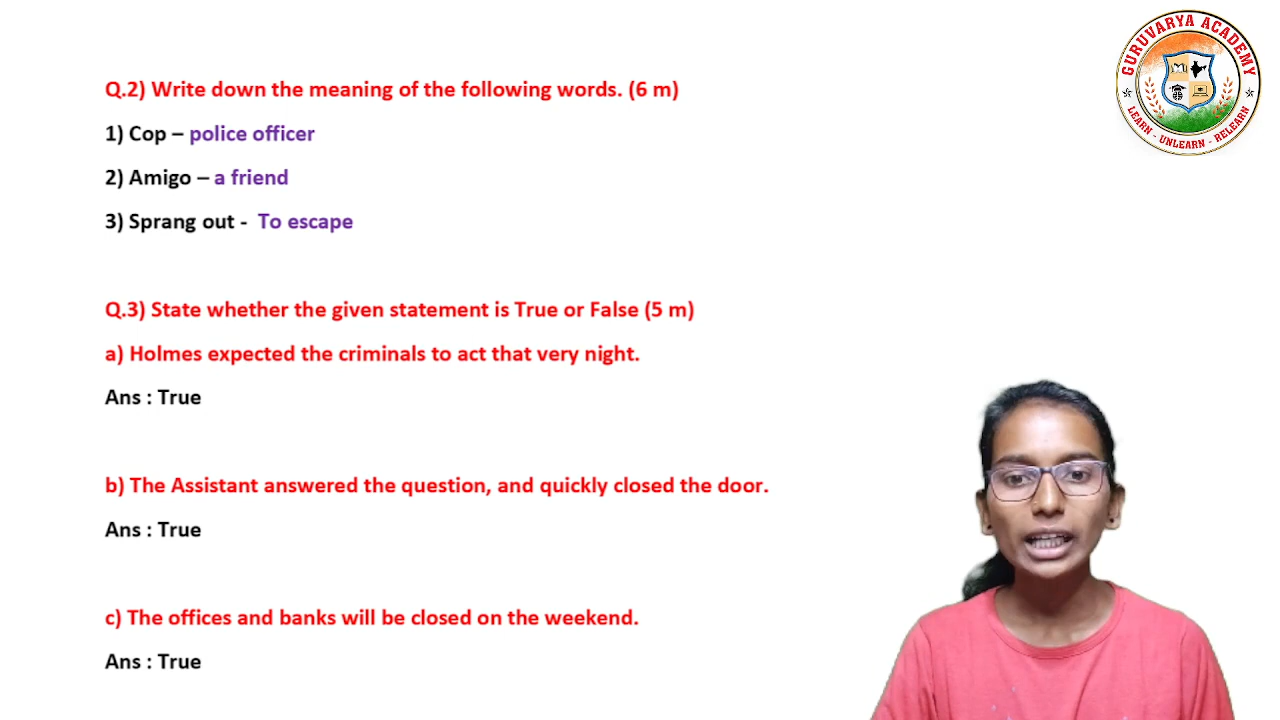 Q.2) Write down the meaning of the following words. (6 m)
1) Cop – police officer
2) Amigo – a friend
3) Sprang out - To escape
Q.3) State whether the given statement is True or False (5 m)
a) Holmes expected the criminals to act that very night.
Ans : True
b) The Assistant answered the question, and quickly closed the door.
Ans : True
c) The offices and banks will be closed on the weekend.
Ans : True
GURUVARYA ACADEMY
LEARN - UNLEARN - RELEARN